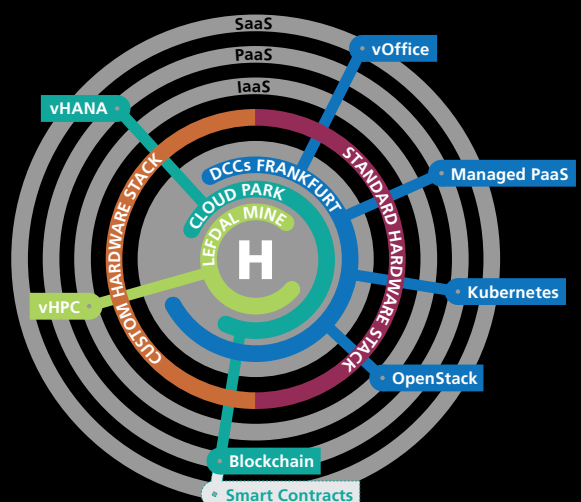 SaaS
PaaS
IaaS
vOffice
vHANA
Managed PaaS
DCCs FRANKFURT
CLOUD PARK
LEFDAL MINE
H
CUSTOM HARDWARE STACK
STANDARD HARDWARE STACK
Kubernetes
vHPC
OpenStack
Blockchain
Smart Contracts